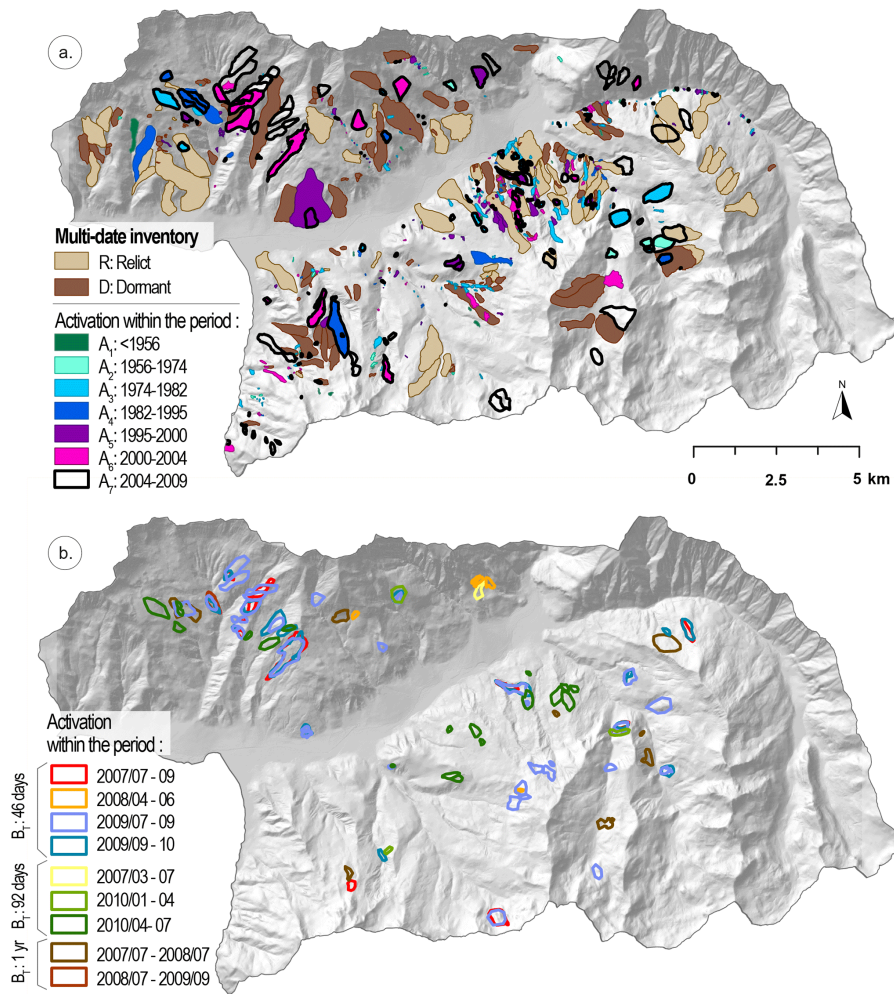 a.
Multi-date inventory
R: Relict
D: Dormant
Activation within the period :
A1: <1956
A2: 1956-1974
A3: 1974-1982
A4: 1982-1995
A5: 1995-2000
A6: 2000-2004
A7: 2004-2009
N
0 2.5 5 km
b.
Activation
within the period :
BT: 46 days
2007/07 - 09
2008/04 - 06
2009/07 - 09
2009/09 - 10
BT: 92 days
2007/03 - 07
2010/01 - 04
2010/04- 07
BT: 1 yr
2007/07 - 2008/07
2008/07 - 2009/09